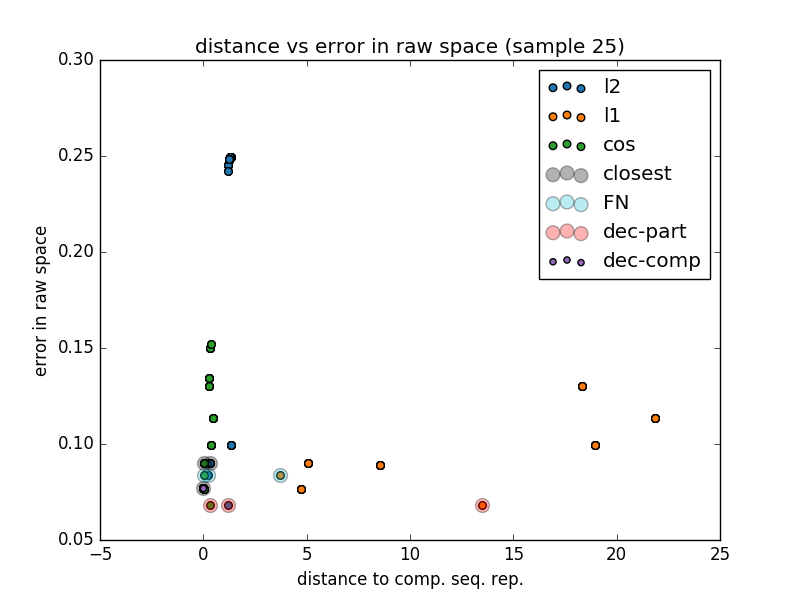 distance vs error in raw space (sample 25)
0.30
0.25
0.20
0.15
0.10
0.05
error in raw space
l2
l1
cos
closest
FN
dec-part
dec-comp
−5
0
5
10
15
20
25
distance to comp. seq. rep.